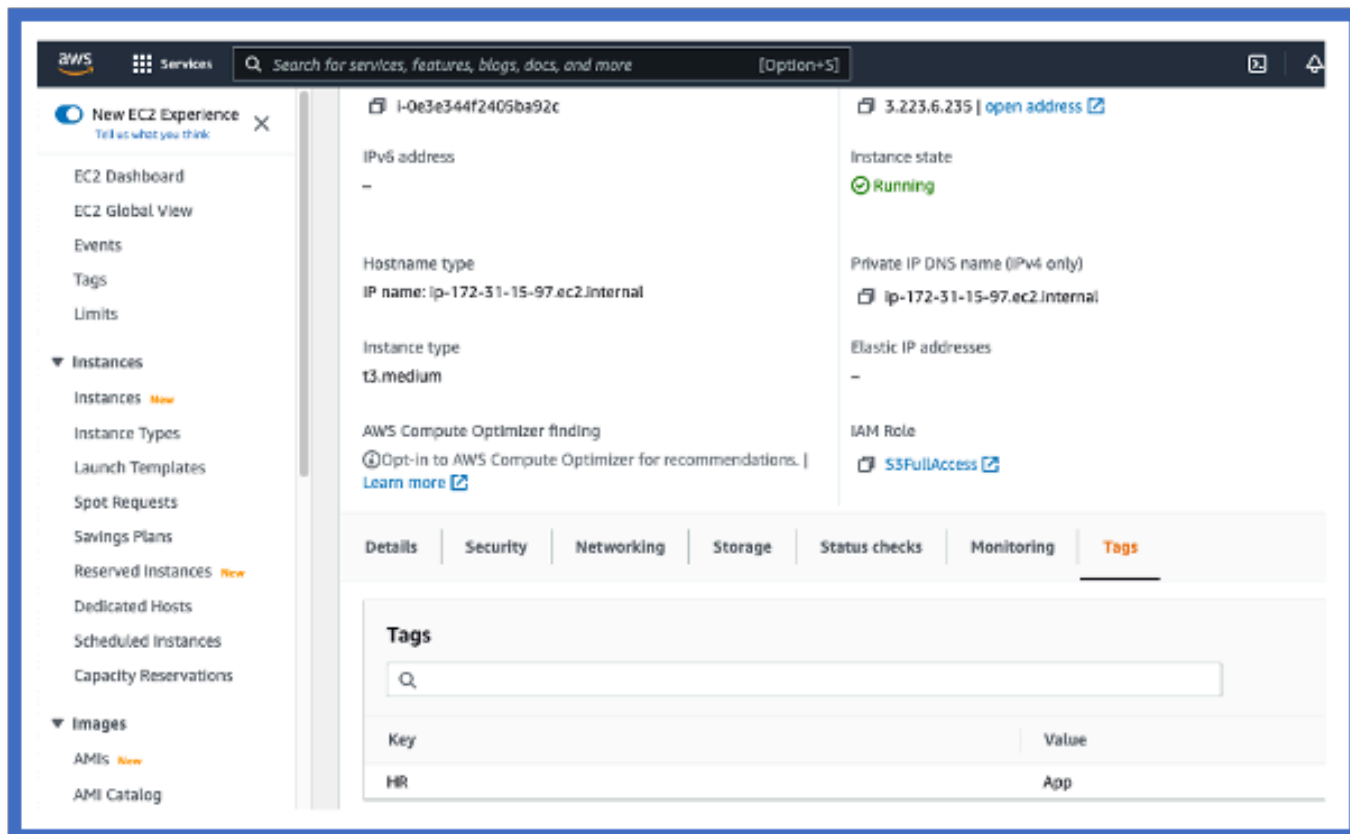 aws
Services
Search for services, features, blogs, docs, and more
[Option+S]
New EC2 Experience
Tell us what you think
EC2 Dashboard
EC2 Global View
Events
Tags
Limits
Instances
Instances New
Instance Types
Launch Templates
Spot Requests
Savings Plans
Reserved Instances New
Dedicated Hosts
Scheduled Instances
Capacity Reservations
Images
AMIs New
AMI Catalog
i-0e3e344f2405ba92c
3.223.6.235 | open address
IPv6 address
–
Instance state
Running
Hostname type
IP name: ip-172-31-15-97.ec2.internal
Private IP DNS name (IPv4 only)
ip-172-31-15-97.ec2.internal
Instance type
t3.medium
Elastic IP addresses
–
AWS Compute Optimizer finding
Opt-in to AWS Compute Optimizer for recommendations. |
Learn more
IAM Role
S3FullAccess
Details
Security
Networking
Storage
Status checks
Monitoring
Tags
Tags
Key
Value
HR
App